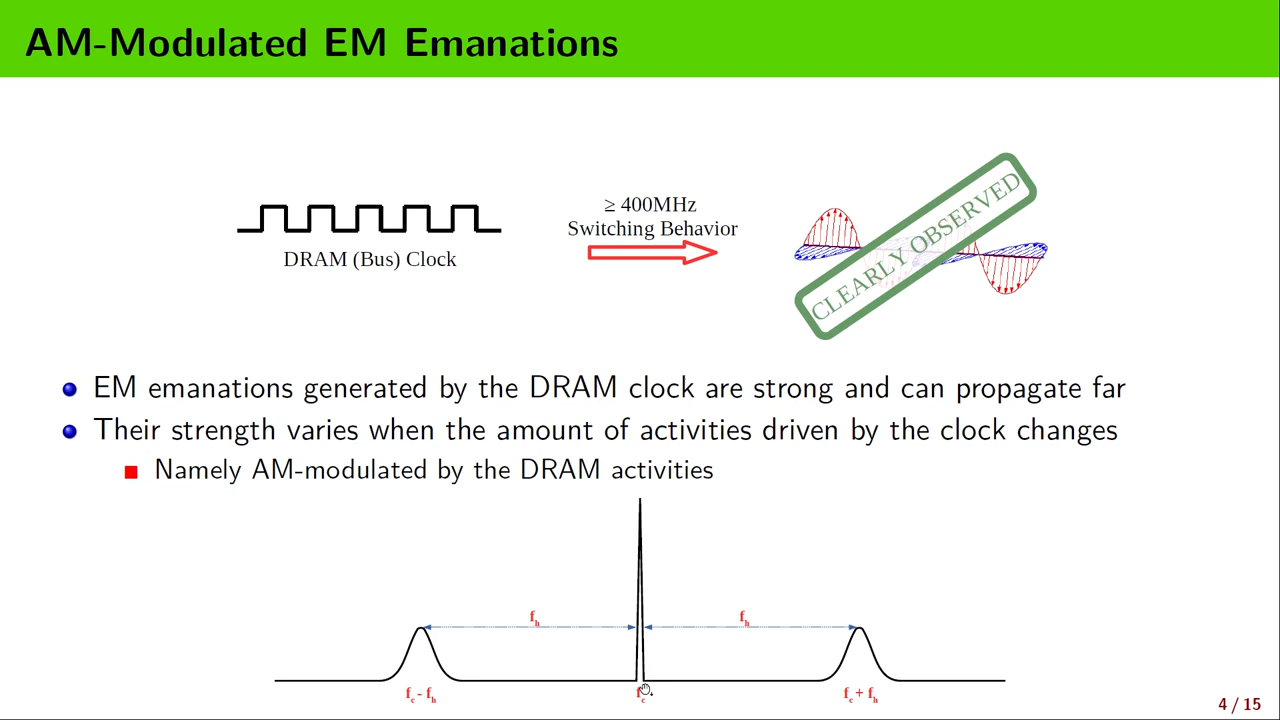 AM-Modulated EM Emanations
≥ 400MHz
Switching Behavior
DRAM (Bus) Clock
CLEARLY OBSERVED
EM emanations generated by the DRAM clock are strong and can propagate far
Their strength varies when the amount of activities driven by the clock changes
Namely AM-modulated by the DRAM activities
f_h f_h
f_c - f_h f_c f_c + f_h
4 / 15